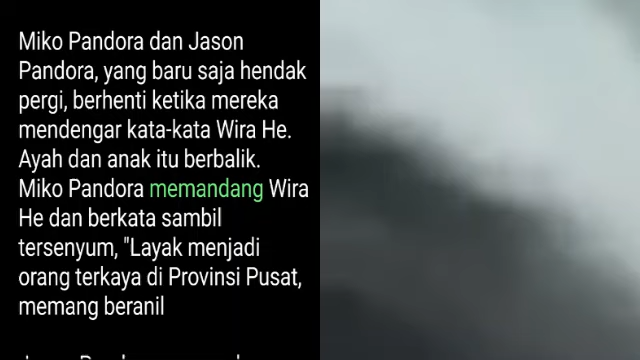 Miko Pandora dan Jason
Pandora, yang baru saja hendak
pergi, berhenti ketika mereka
mendengar kata-kata Wira He.
Ayah dan anak itu berbalik.
Miko Pandora memandang Wira
He dan berkata sambil
tersenyum, "Layak menjadi
orang terkaya di Provinsi Pusat,
memang beranil